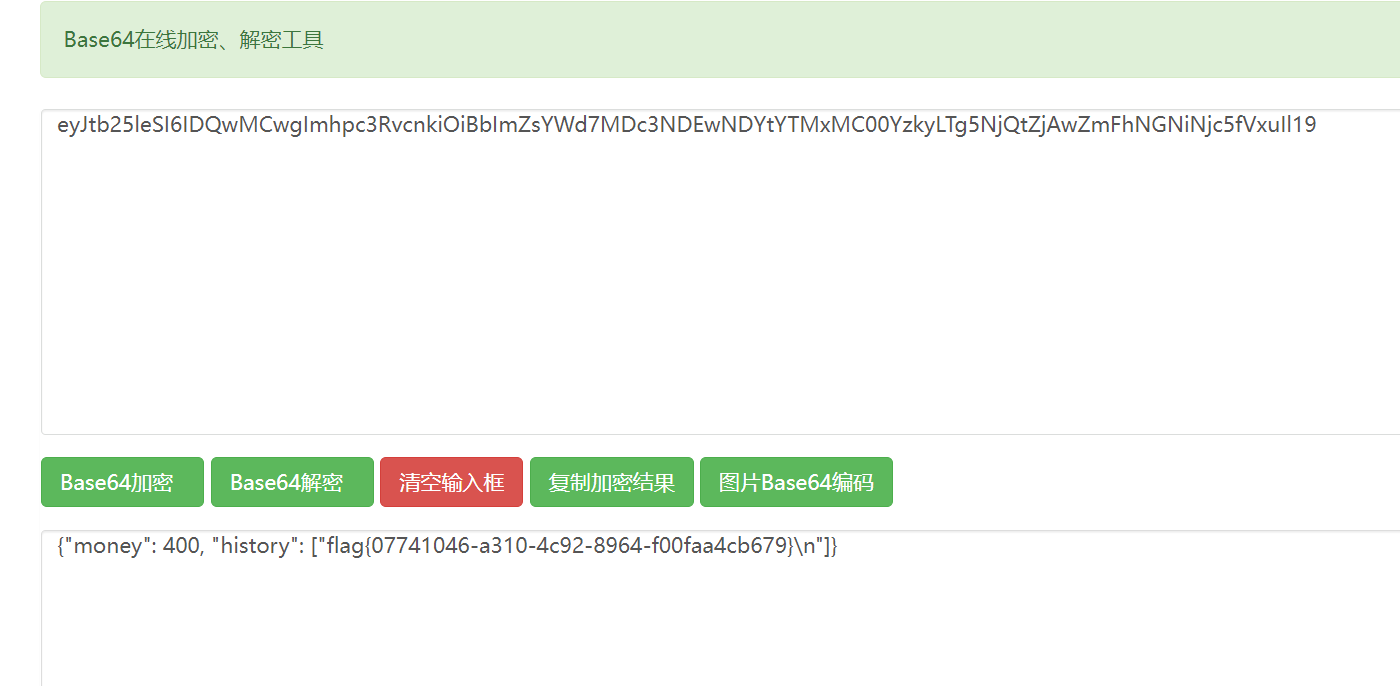 Base64在线加密、解密工具
eyJtb25leSI6IDQwMCwgImhpc3RvcnkiOiBbImZsYWd7MDc3NDEwNDYtYTMxMC00YzkyLTg5NjQtZjAwZmFhNGNiNjc5fVxuIl19
Base64加密 Base64解密 清空输入框 复制加密结果 图片Base64编码
{"money": 400, "history": ["flag{07741046-a310-4c92-8964-f00faa4cb679}\n"]}